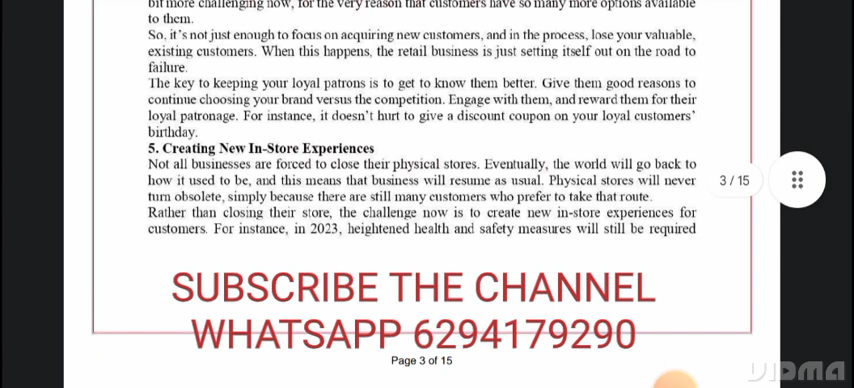 bit more challenging now, for the very reason that customers have so many more options available
to them.
So, it's not just enough to focus on acquiring new customers, and in the process, lose your valuable,
existing customers. When this happens, the retail business is just setting itself out on the road to
failure.
The key to keeping your loyal patrons is to get to know them better. Give them good reasons to
continue choosing your brand versus the competition. Engage with them, and reward them for their
loyal patronage. For instance, it doesn't hurt to give a discount coupon on your loyal customers'
birthday.
5. Creating New In-Store Experiences
Not all businesses are forced to close their physical stores. Eventually, the world will go back to
how it used to be, and this means that business will resume as usual. Physical stores will never
turn obsolete, simply because there are still many customers who prefer to take that route.
3 / 15
Rather than closing their store, the challenge now is to create new in-store experiences for
customers. For instance, in 2023, heightened health and safety measures will still be required
SUBSCRIBE THE CHANNEL
WHATSAPP 6294179290
Page 3 of 15
VIDMA